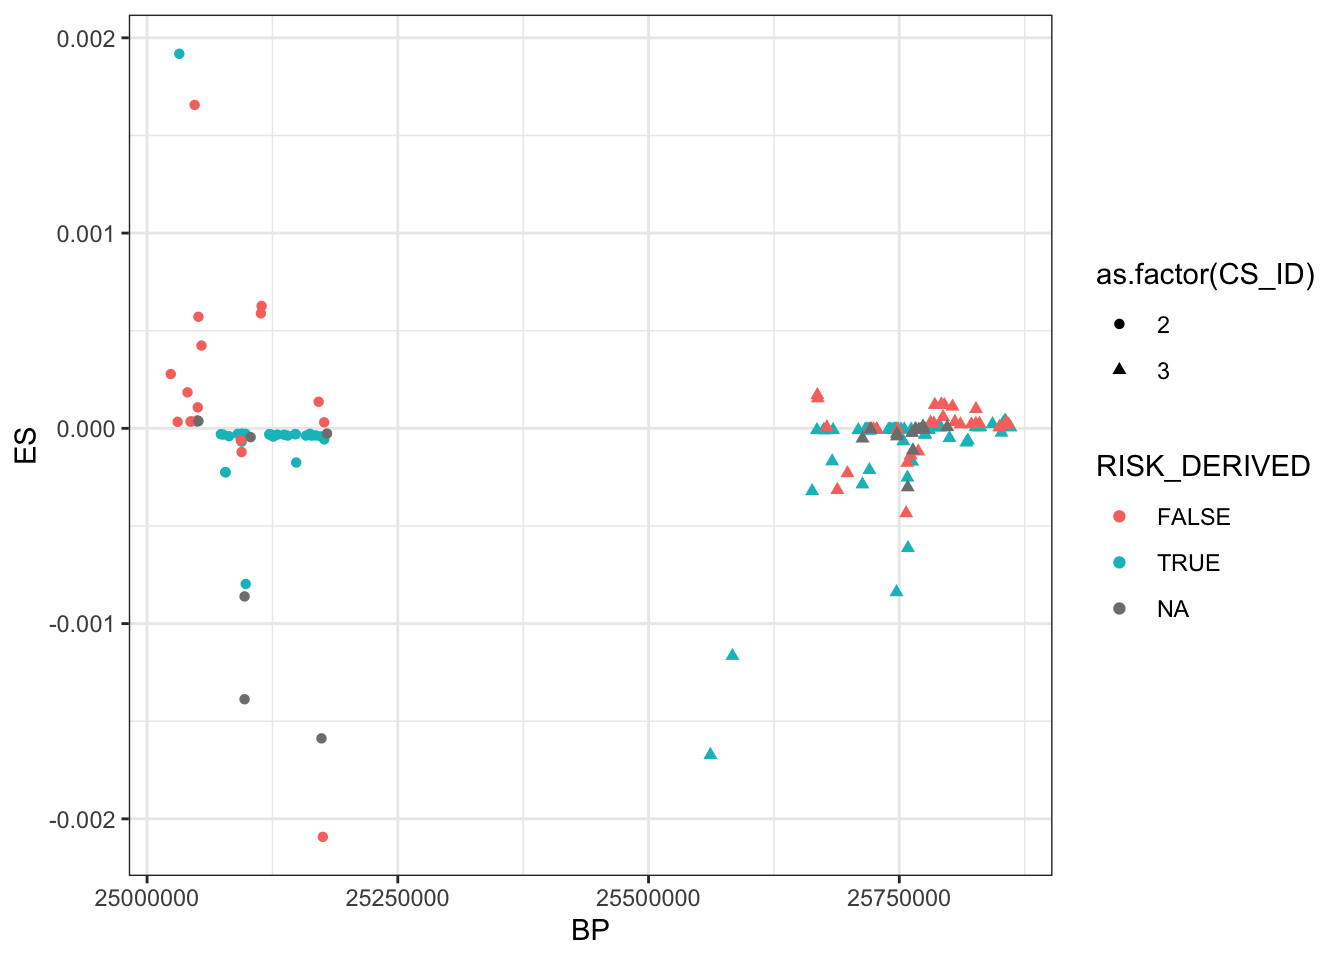 0.002
0.001
0.000
-0.001
-0.002
ES
25000000
25250000
25500000
25750000
BP
as.factor(CS_ID)
2
3
RISK_DERIVED
FALSE
TRUE
NA